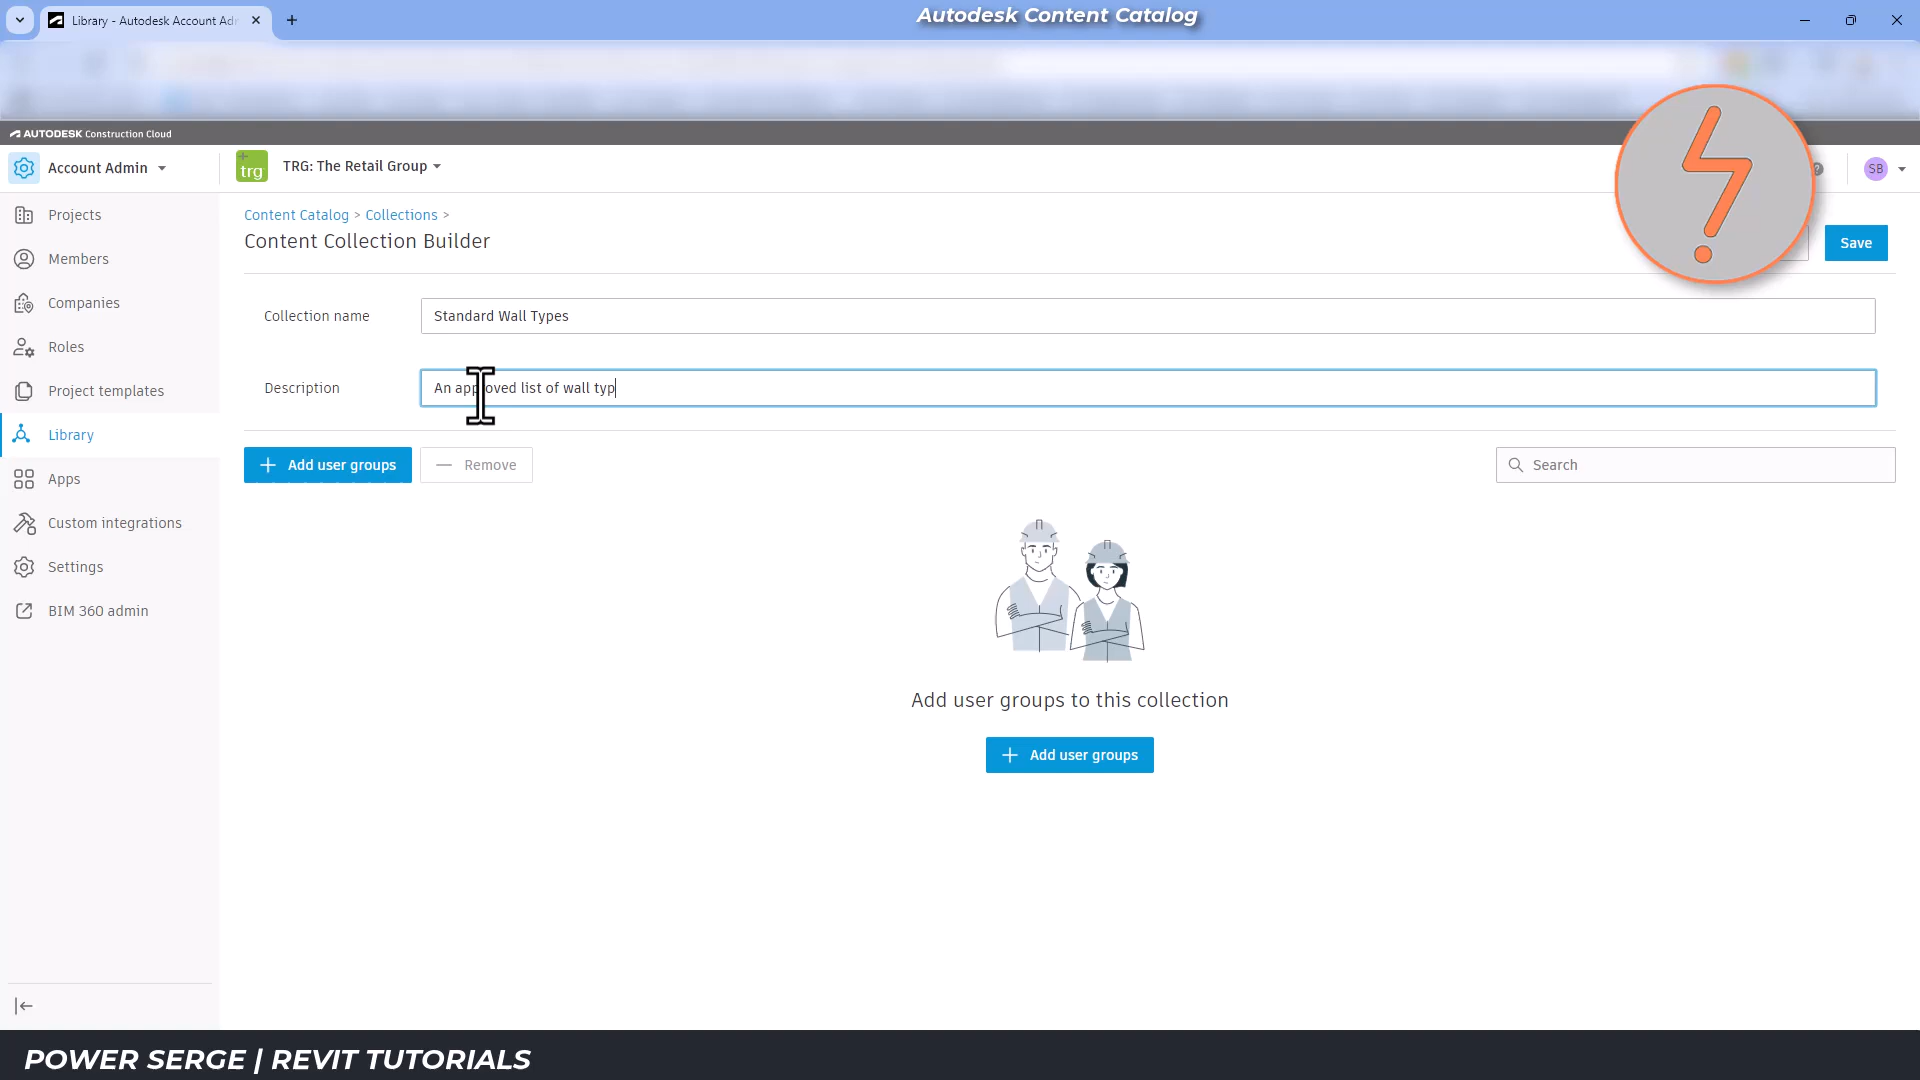 Library - Autodesk Account Adr
Autodesk Content Catalog
AUTODESK Construction Cloud
Account Admin
trg
TRG: The Retail Group
SB
Projects
Members
Companies
Roles
Project templates
Library
Apps
Custom integrations
Settings
BIM 360 admin
Content Catalog > Collections >
Content Collection Builder
Save
Collection name
Standard Wall Types
Description
An approved list of wall typ
Add user groups
Remove
Search
Add user groups to this collection
Add user groups
POWER SERGE | REVIT TUTORIALS